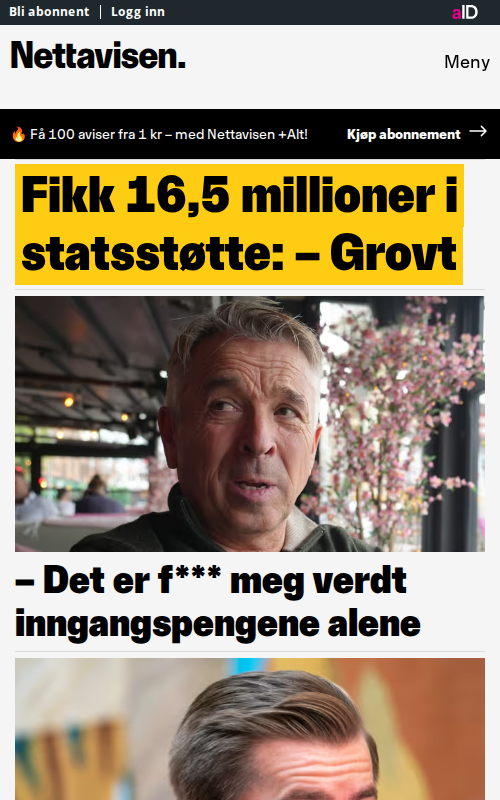 Bli abonnent | Logg inn
aID
Nettavisen.
Meny
🔥 Få 100 aviser fra 1 kr – med Nettavisen +Alt!
Kjøp abonnement →
Fikk 16,5 millioner i
statsstøtte: – Grovt
– Det er f*** meg verdt
inngangspengene alene